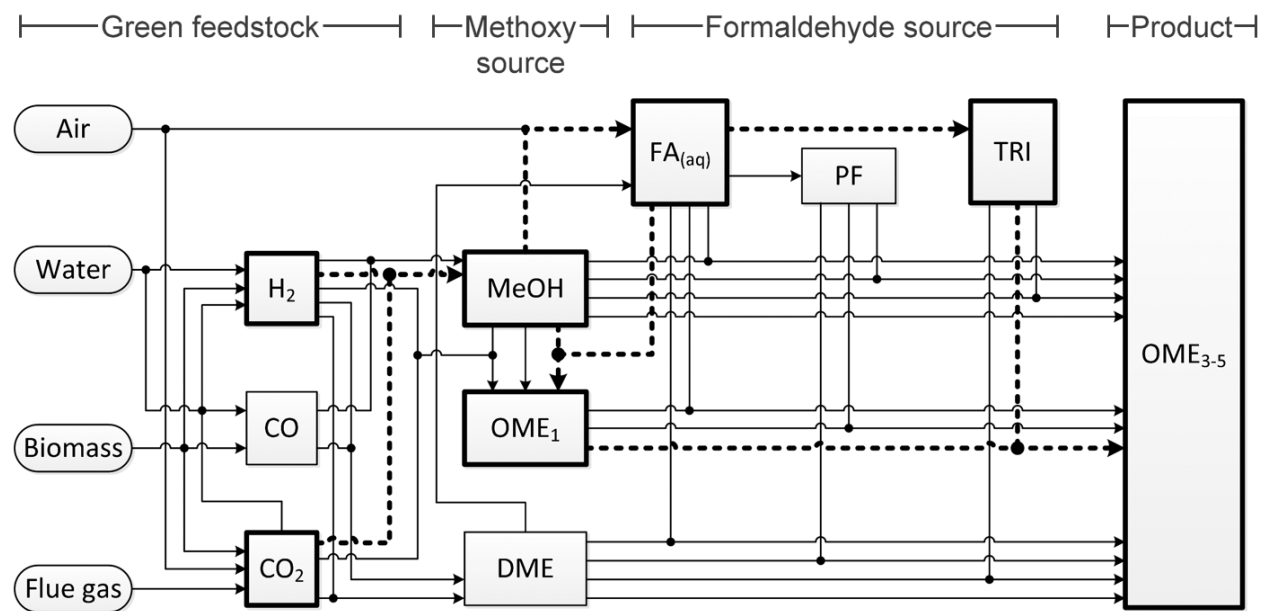 Green feedstock
Methoxy
source
Formaldehyde source
Product
Air
FA(aq)
PF
TRI
Water
H₂
MeOH
OME₃₋₅
CO
OME₁
Biomass
CO₂
DME
Flue gas